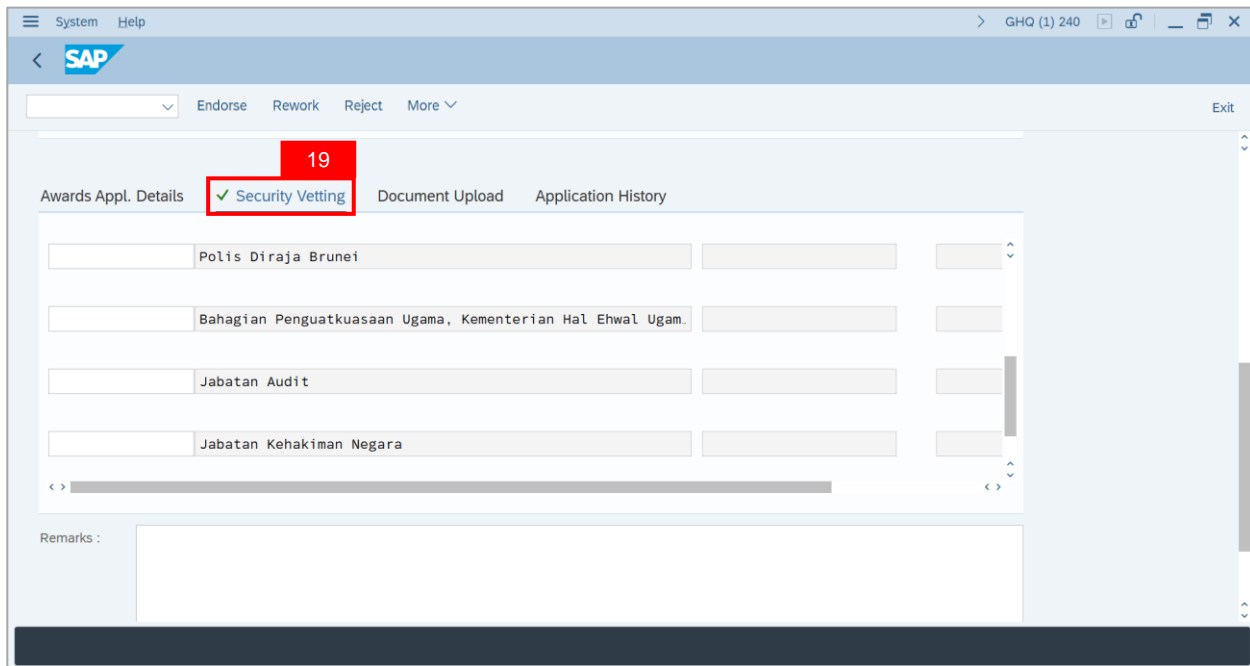 System Help
GHQ (1) 240
SAP
Endorse Rework Reject More
Exit
19
Awards Appl. Details Security Vetting Document Upload Application History
Polis Diraja Brunei
Bahagian Penguatkuasaan Ugama, Kementerian Hal Ehwal Ugam.
Jabatan Audit
Jabatan Kehakiman Negara
Remarks :